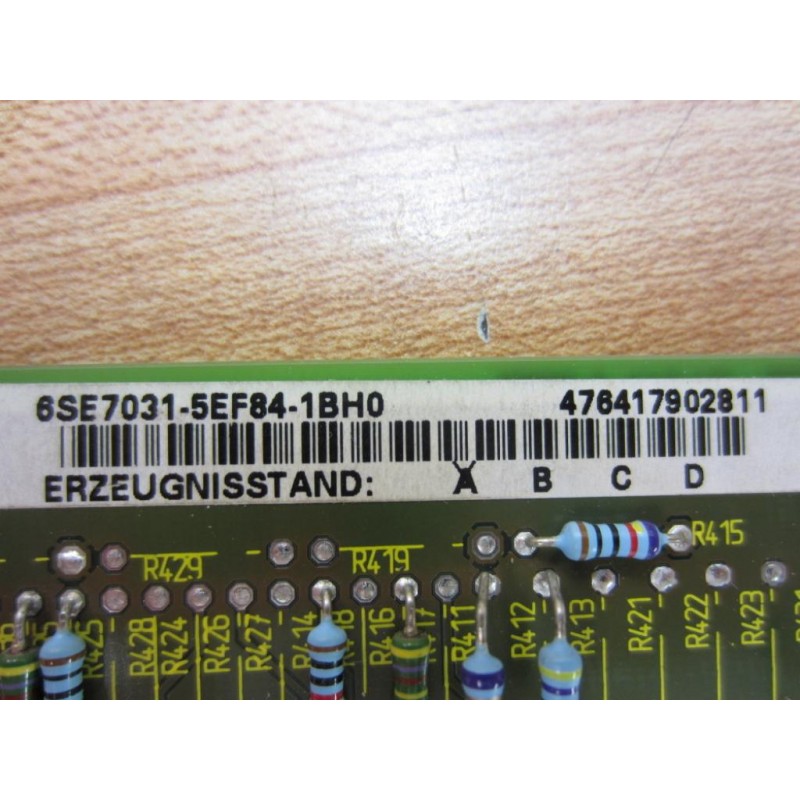 6SE7031-5EF84-1BH0 476417902811
ERZEUGNISSTAND: A B C D
R429 R419 R415
R425 R428 R424 R426 R427 R414 R416 R411 R412 R413 R421 R422 R423